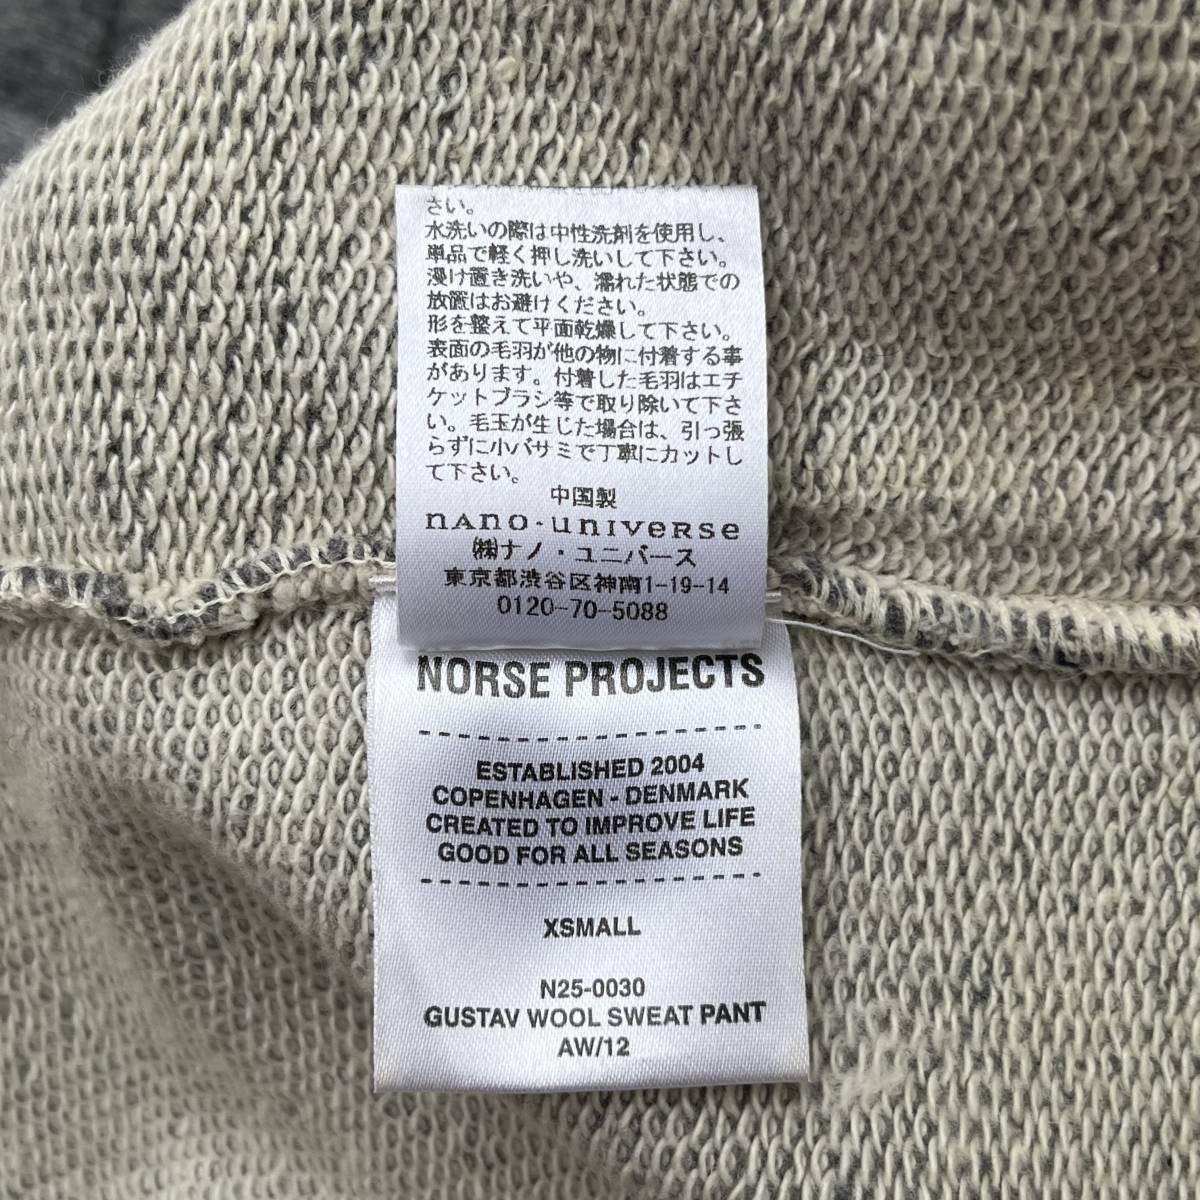 さい。
水洗いの際は中性洗剤を使用し、
単品で軽く押し洗いして下さい。
浸け置き洗いや、濡れた状態での
放置はお避けください。
形を整えて平面乾燥して下さい。
表面の毛羽が他の物に付着する事
があります。付着した毛羽はエチ
ケットブラシ等で取り除いて下さ
い。毛玉が生じた場合は、引っ張
らずに小バサミで丁寧にカットし
て下さい。
中国製
nano・universe
㈱ナノ・ユニバース
東京都渋谷区神南1-19-14
0120-70-5088
NORSE PROJECTS
ESTABLISHED 2004
COPENHAGEN - DENMARK
CREATED TO IMPROVE LIFE
GOOD FOR ALL SEASONS
XSMALL
N25-0030
GUSTAV WOOL SWEAT PANT
AW/12